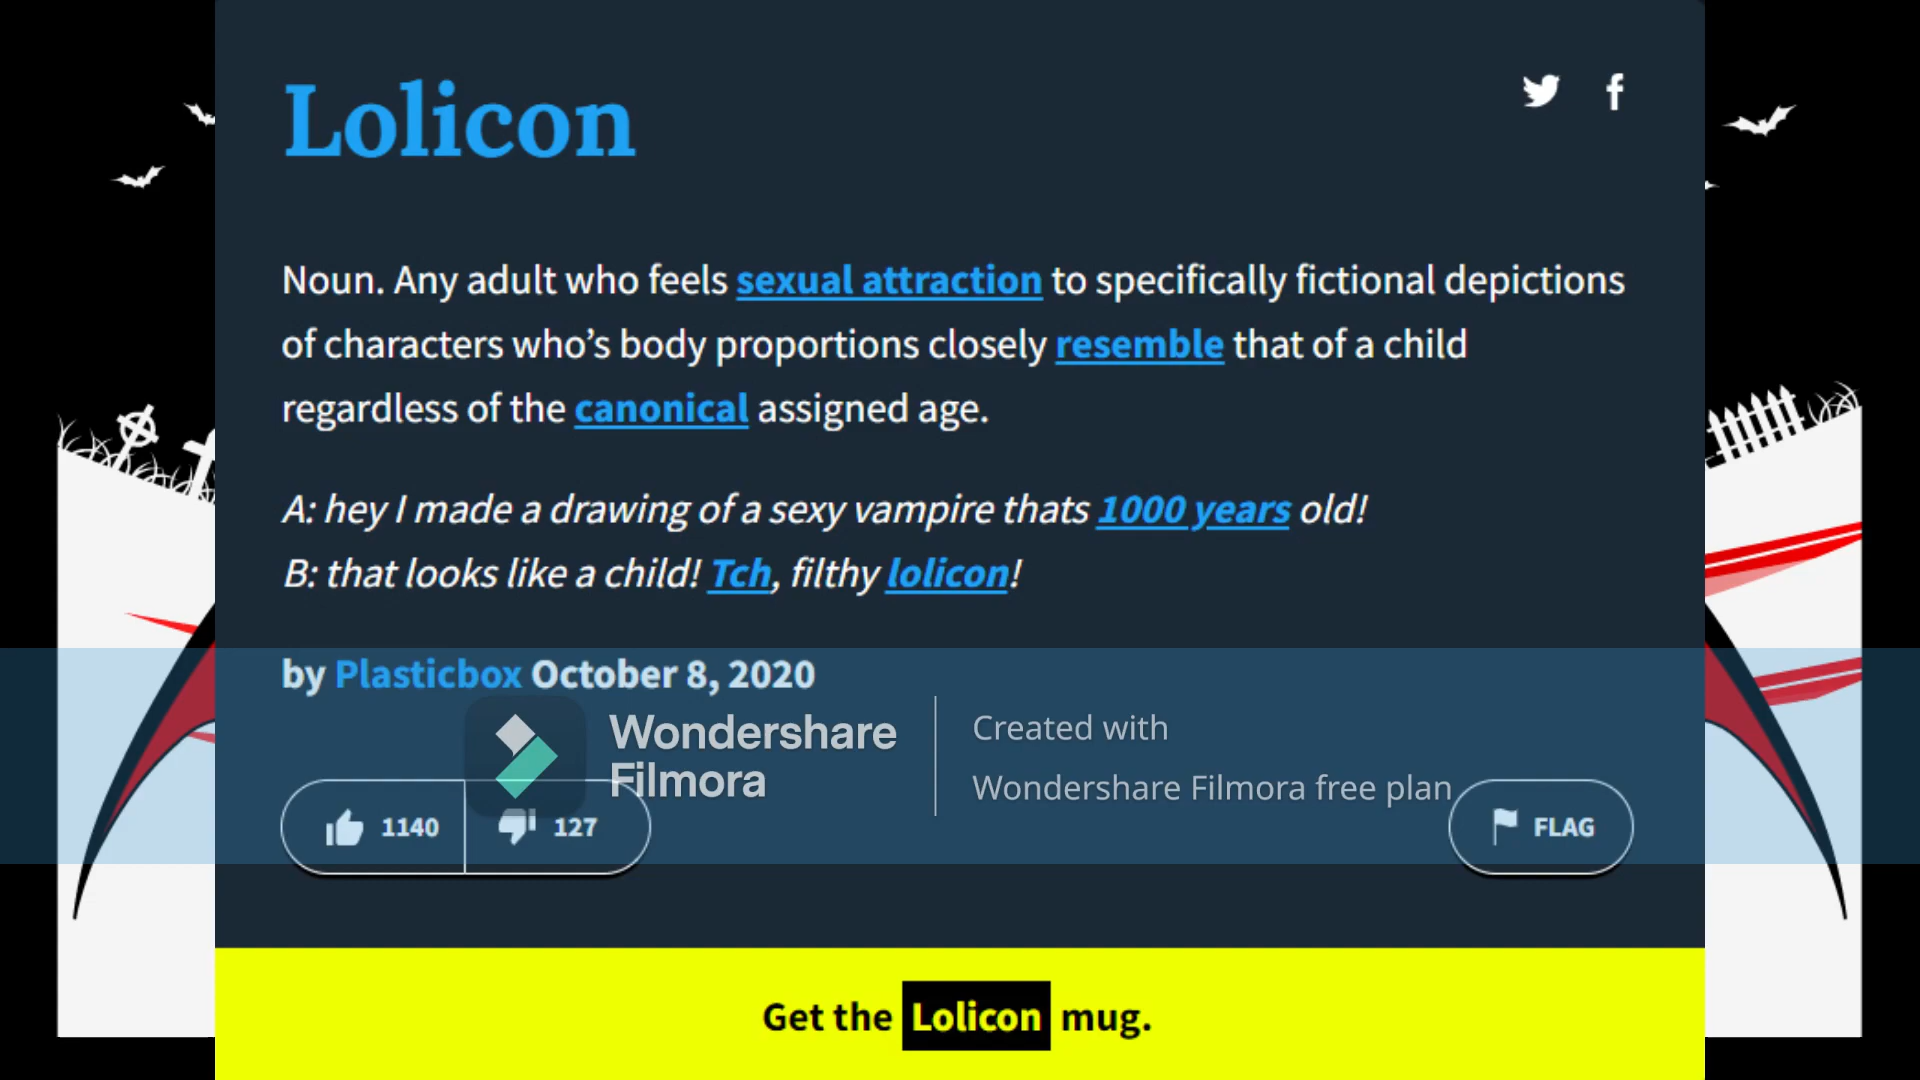 Lolicon
Noun. Any adult who feels sexual attraction to specifically fictional depictions
of characters who’s body proportions closely resemble that of a child
regardless of the canonical assigned age.
A: hey I made a drawing of a sexy vampire thats 1000 years old!
B: that looks like a child! Tch, filthy lolicon!
by Plasticbox October 8, 2020
Wondershare
Filmora
Created with
Wondershare Filmora free plan
1140
127
FLAG
Get the Lolicon mug.